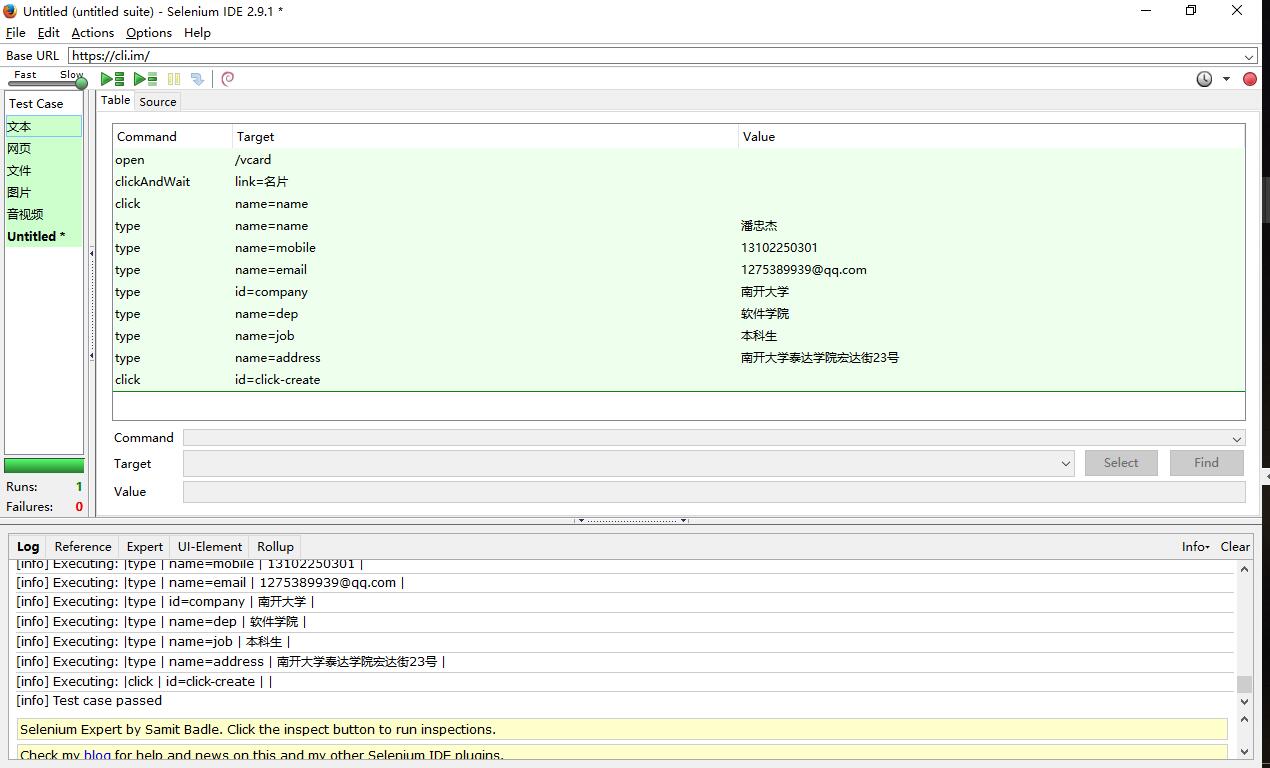 Untitled (untitled suite) - Selenium IDE 2.9.1 *
File Edit Actions Options Help
Base URL https://cli.im/
Fast Slow
Test Case
文本
网页
文件
图片
音视频
Untitled *
Runs: 1
Failures: 0
Table Source
Command Target Value
open /vcard
clickAndWait link=名片
click name=name
type name=name 潘忠杰
type name=mobile 13102250301
type name=email 1275389939@qq.com
type id=company 南开大学
type name=dep 软件学院
type name=job 本科生
type name=address 南开大学泰达学院宏达街23号
click id=click-create
Command
Target Select Find
Value
Log Reference Expert UI-Element Rollup Info Clear
[info] Executing: |type | name=mobile | 13102250301 |
[info] Executing: |type | name=email | 1275389939@qq.com |
[info] Executing: |type | id=company | 南开大学 |
[info] Executing: |type | name=dep | 软件学院 |
[info] Executing: |type | name=job | 本科生 |
[info] Executing: |type | name=address | 南开大学泰达学院宏达街23号 |
[info] Executing: |click | id=click-create | |
[info] Test case passed
Selenium Expert by Samit Badle. Click the inspect button to run inspections.
Check my blog for help and news on this and my other Selenium IDE plugins.